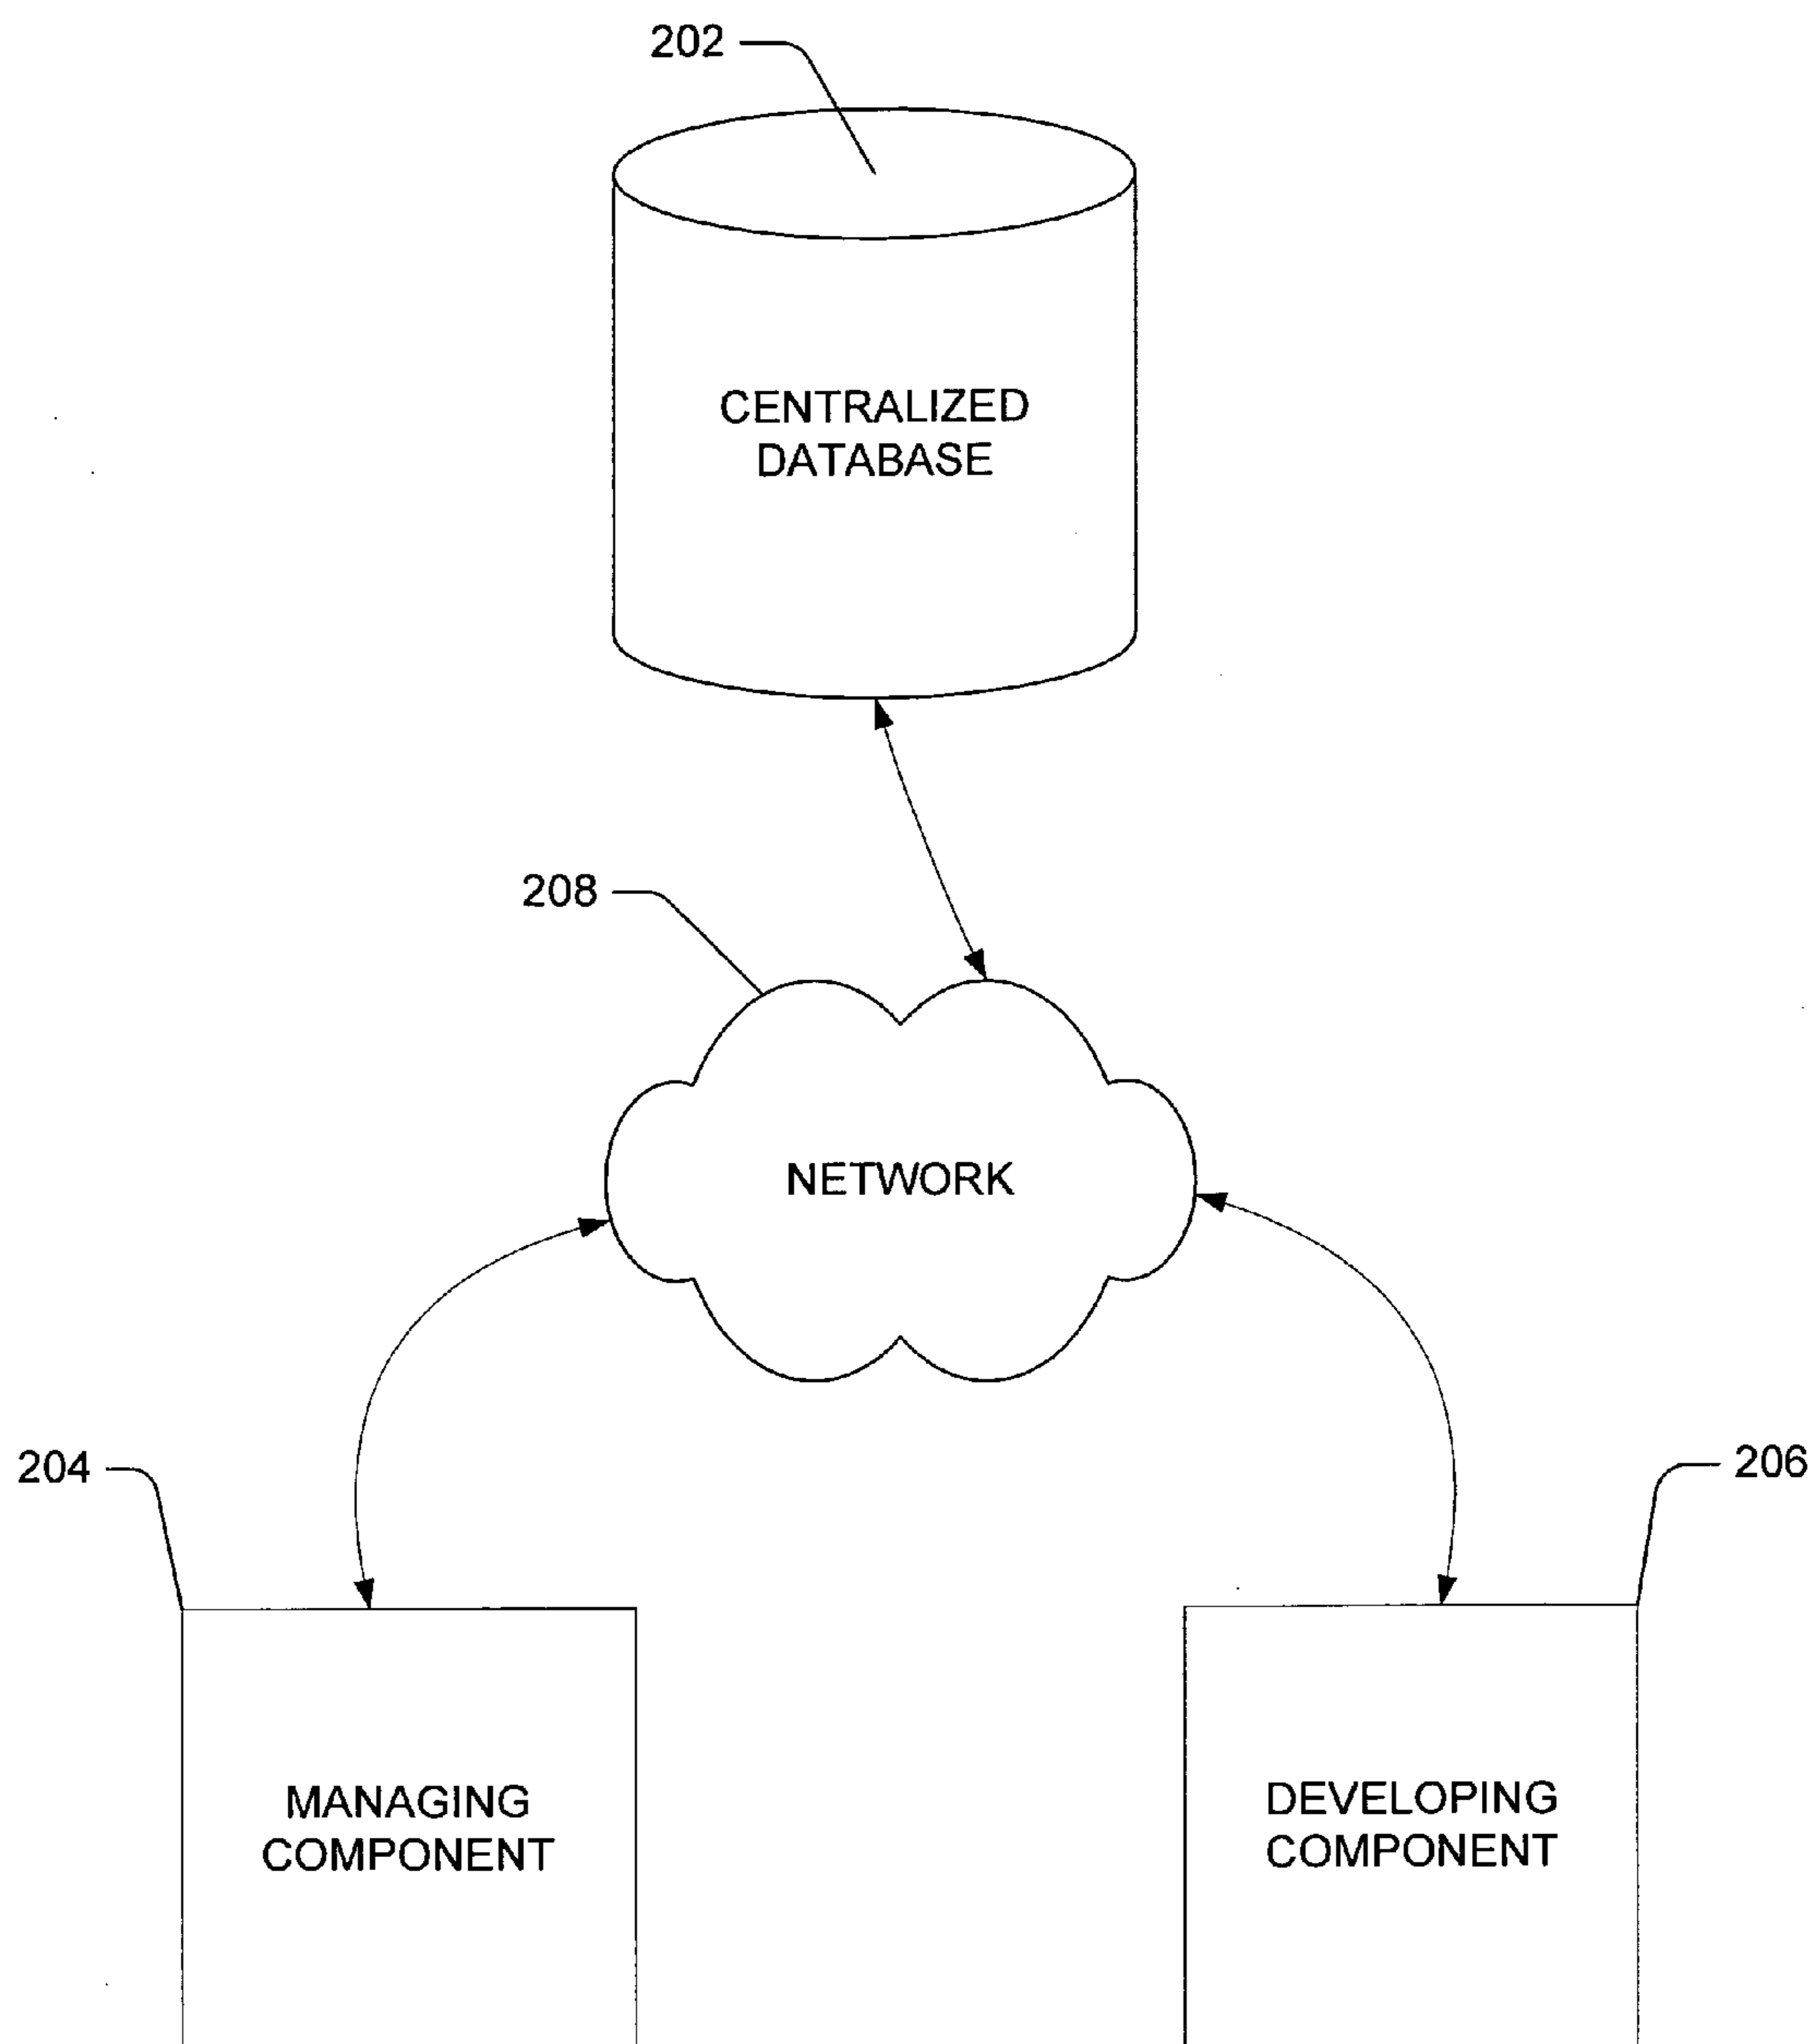 202
CENTRALIZED
DATABASE
208
NETWORK
204
206
MANAGING
COMPONENT
DEVELOPING
COMPONENT